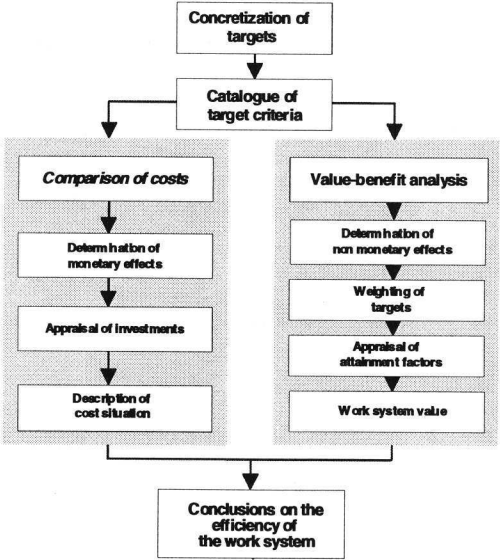 Concretization of
targets
Catalogue of
target criteria
Comparison of costs
Determination of
monetary effects
Appraisal of investments
Description of
cost situation
Value-benefit analysis
Determination of
non monetary effects
Weighting of
targets
Appraisal of
attainment factors
Work system value
Conclusions on the
efficiency of
the work system